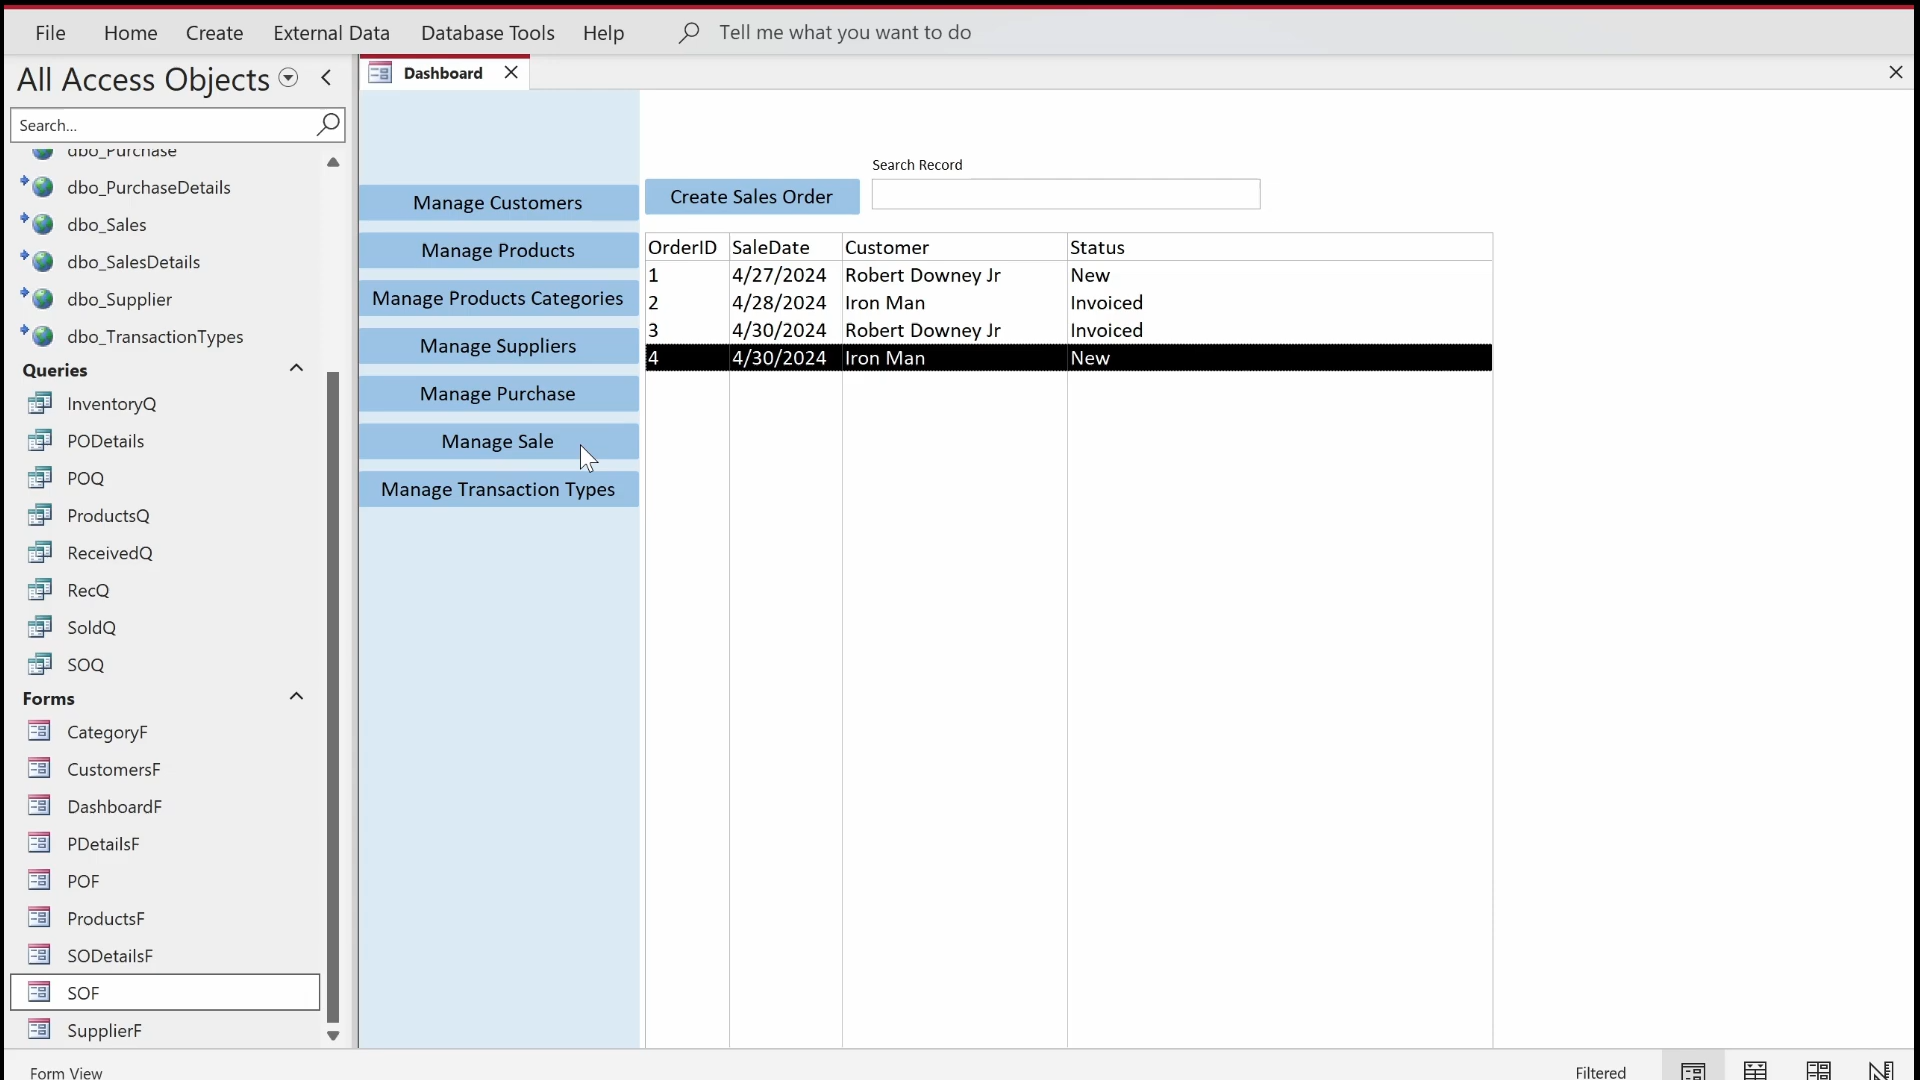 File Home Create External Data Database Tools Help Tell me what you want to do
All Access Objects
Dashboard
Search...
dbo_Purchase
dbo_PurchaseDetails
dbo_Sales
dbo_SalesDetails
dbo_Supplier
dbo_TransactionTypes
Queries
InventoryQ
PODetails
POQ
ProductsQ
ReceivedQ
RecQ
SoldQ
SOQ
Forms
CategoryF
CustomersF
DashboardF
PDetailsF
POF
ProductsF
SODetailsF
SOF
SupplierF
Manage Customers
Manage Products
Manage Products Categories
Manage Suppliers
Manage Purchase
Manage Sale
Manage Transaction Types
Search Record
Create Sales Order
OrderID SaleDate Customer Status
1 4/27/2024 Robert Downey Jr New
2 4/28/2024 Iron Man Invoiced
3 4/30/2024 Robert Downey Jr Invoiced
4 4/30/2024 Iron Man New
Form View Filtered